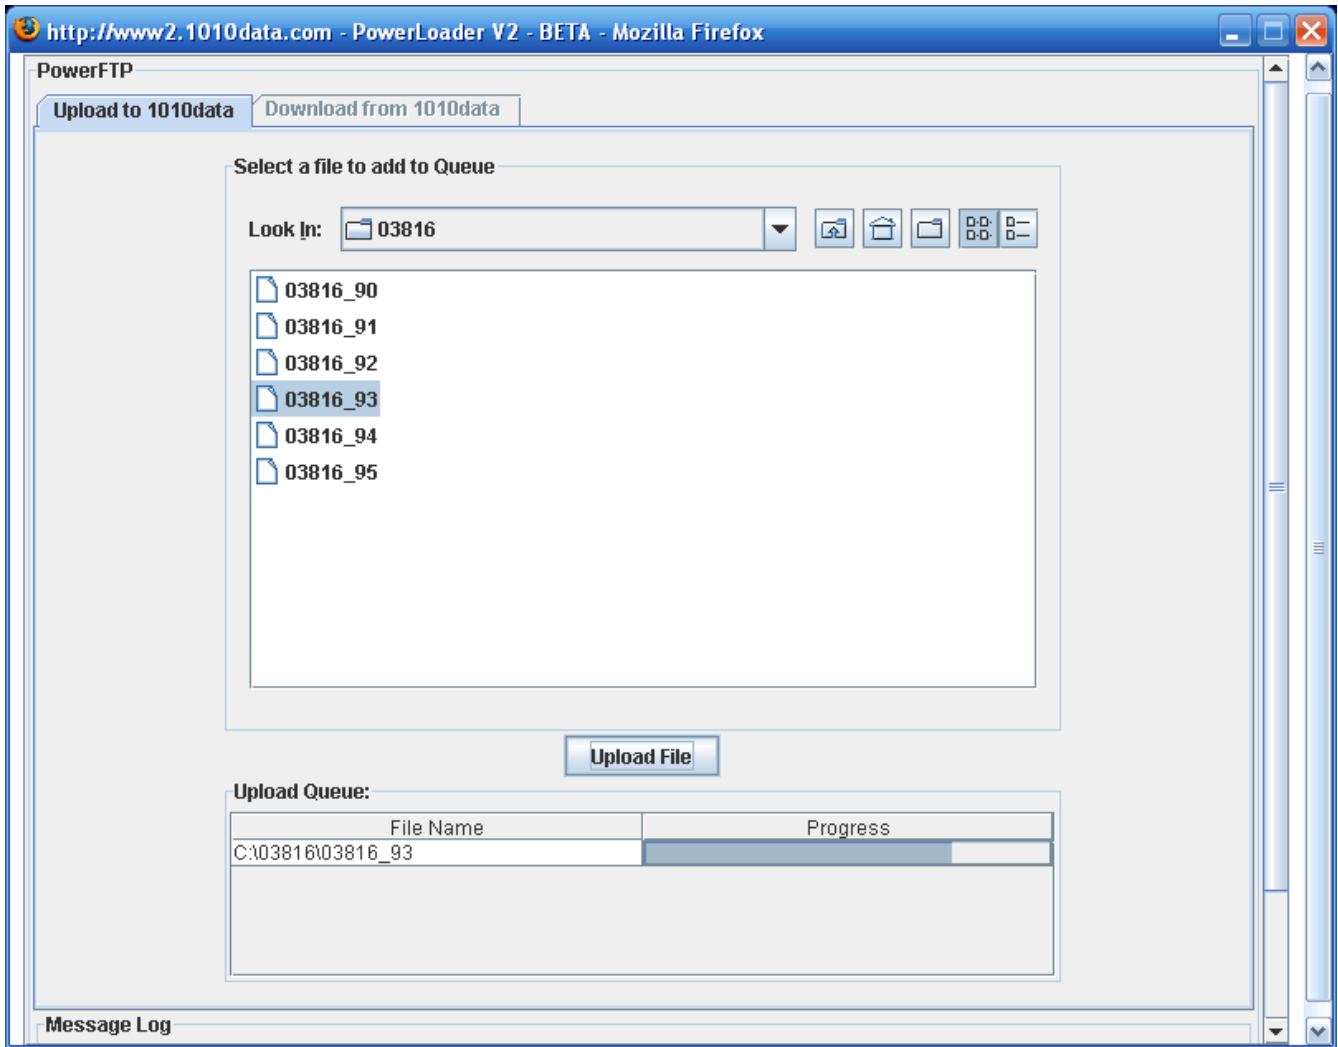 http://www2.1010data.com - PowerLoader V2 - BETA - Mozilla Firefox
PowerFTP
Upload to 1010data
Download from 1010data
Select a file to add to Queue
Look In: 03816
03816_90
03816_91
03816_92
03816_93
03816_94
03816_95
Upload File
Upload Queue:
File Name Progress
C:\03816\03816_93
Message Log